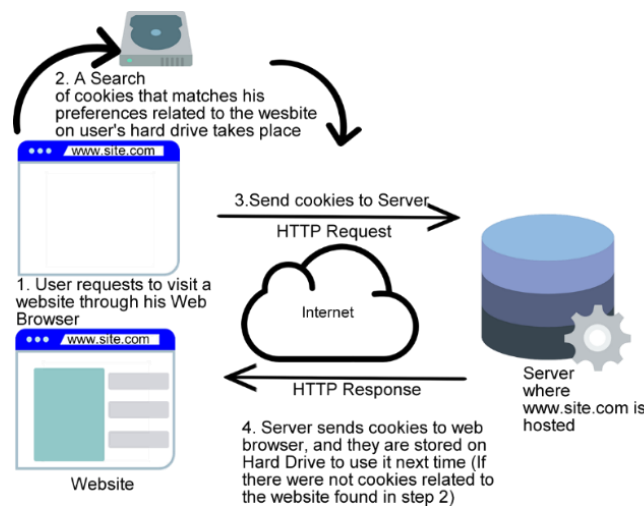 2. A Search
of cookies that matches his
preferences related to the wesbite
on user's hard drive takes place
www.site.com
1. User requests to visit a
website through his Web
Browser
3.Send cookies to Server
HTTP Request
Internet
HTTP Response
Server
where
www.site.com is
hosted
4. Server sends cookies to web
browser, and they are stored on
Hard Drive to use it next time (If
there were not cookies related to
the website found in step 2)
www.site.com
Website